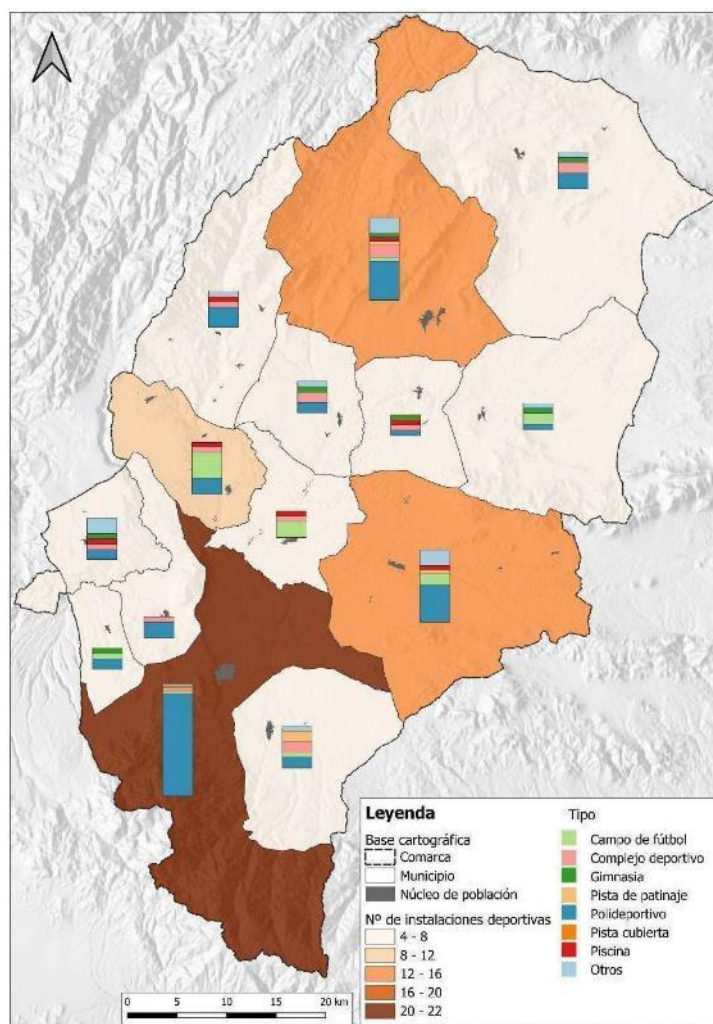 Leyenda
Base cartográfica
Comarca
Municipio
Núcleo de población
Nº de instalaciones deportivas
4 - 8
8 - 12
12 - 16
16 - 20
20 - 22
Tipo
Campo de fútbol
Complejo deportivo
Gimnasia
Pista de patinaje
Polideportivo
Pista cubierta
Piscina
Otros
0 5 10 15 20 km